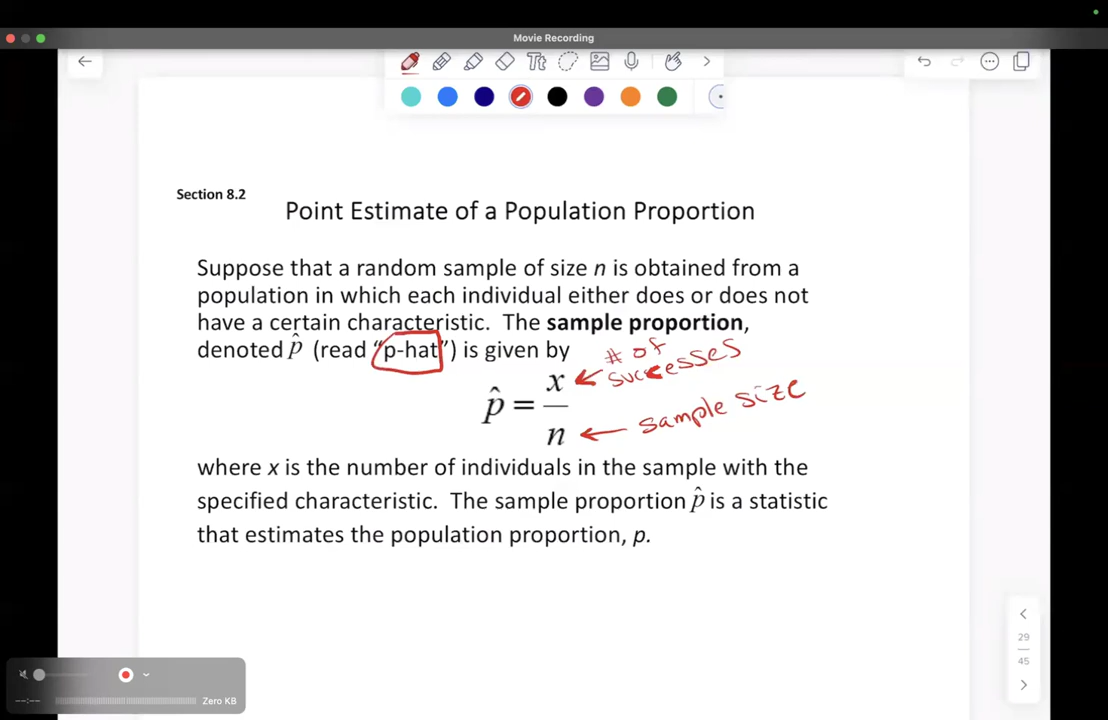 Movie Recording
Tt
Section 8.2
Point Estimate of a Population Proportion
Suppose that a random sample of size n is obtained from a
population in which each individual either does or does not
have a certain characteristic. The sample proportion,
denoted p̂ (read “p-hat”) is given by
# of
successes
p̂ = x/n
sample size
where x is the number of individuals in the sample with the
specified characteristic. The sample proportion p̂ is a statistic
that estimates the population proportion, p.
29
45
--:--
Zero KB